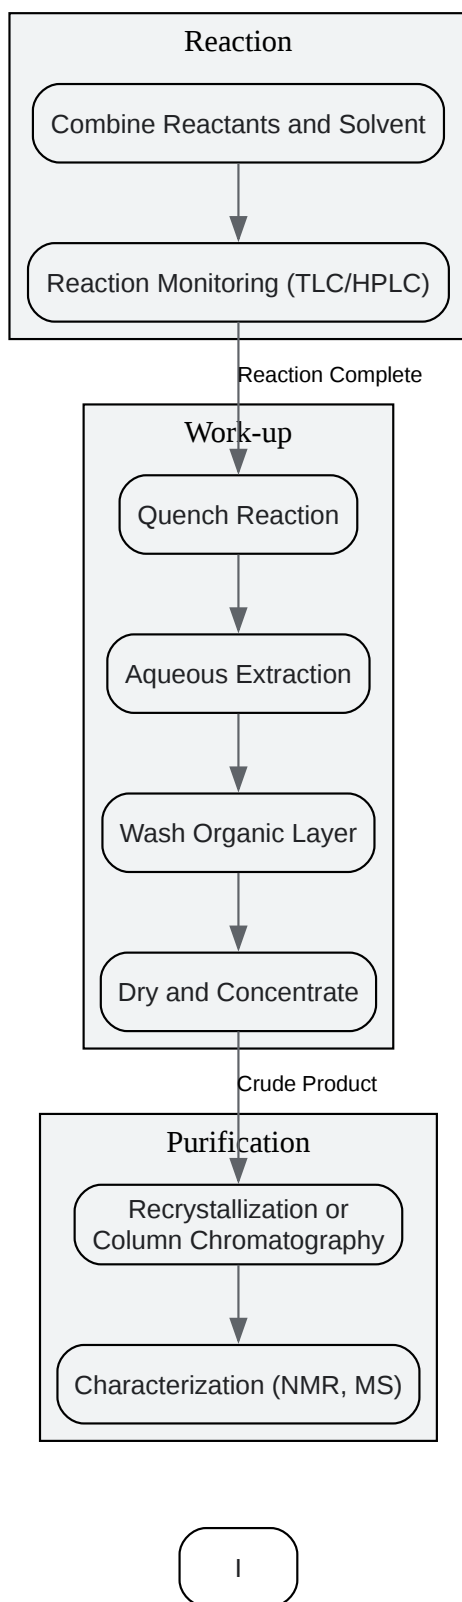 Reaction
Combine Reactants and Solvent
Reaction Monitoring (TLC/HPLC)
Reaction Complete
Work-up
Quench Reaction
Aqueous Extraction
Wash Organic Layer
Dry and Concentrate
Crude Product
Purification
Recrystallization or
Column Chromatography
Characterization (NMR, MS)
I